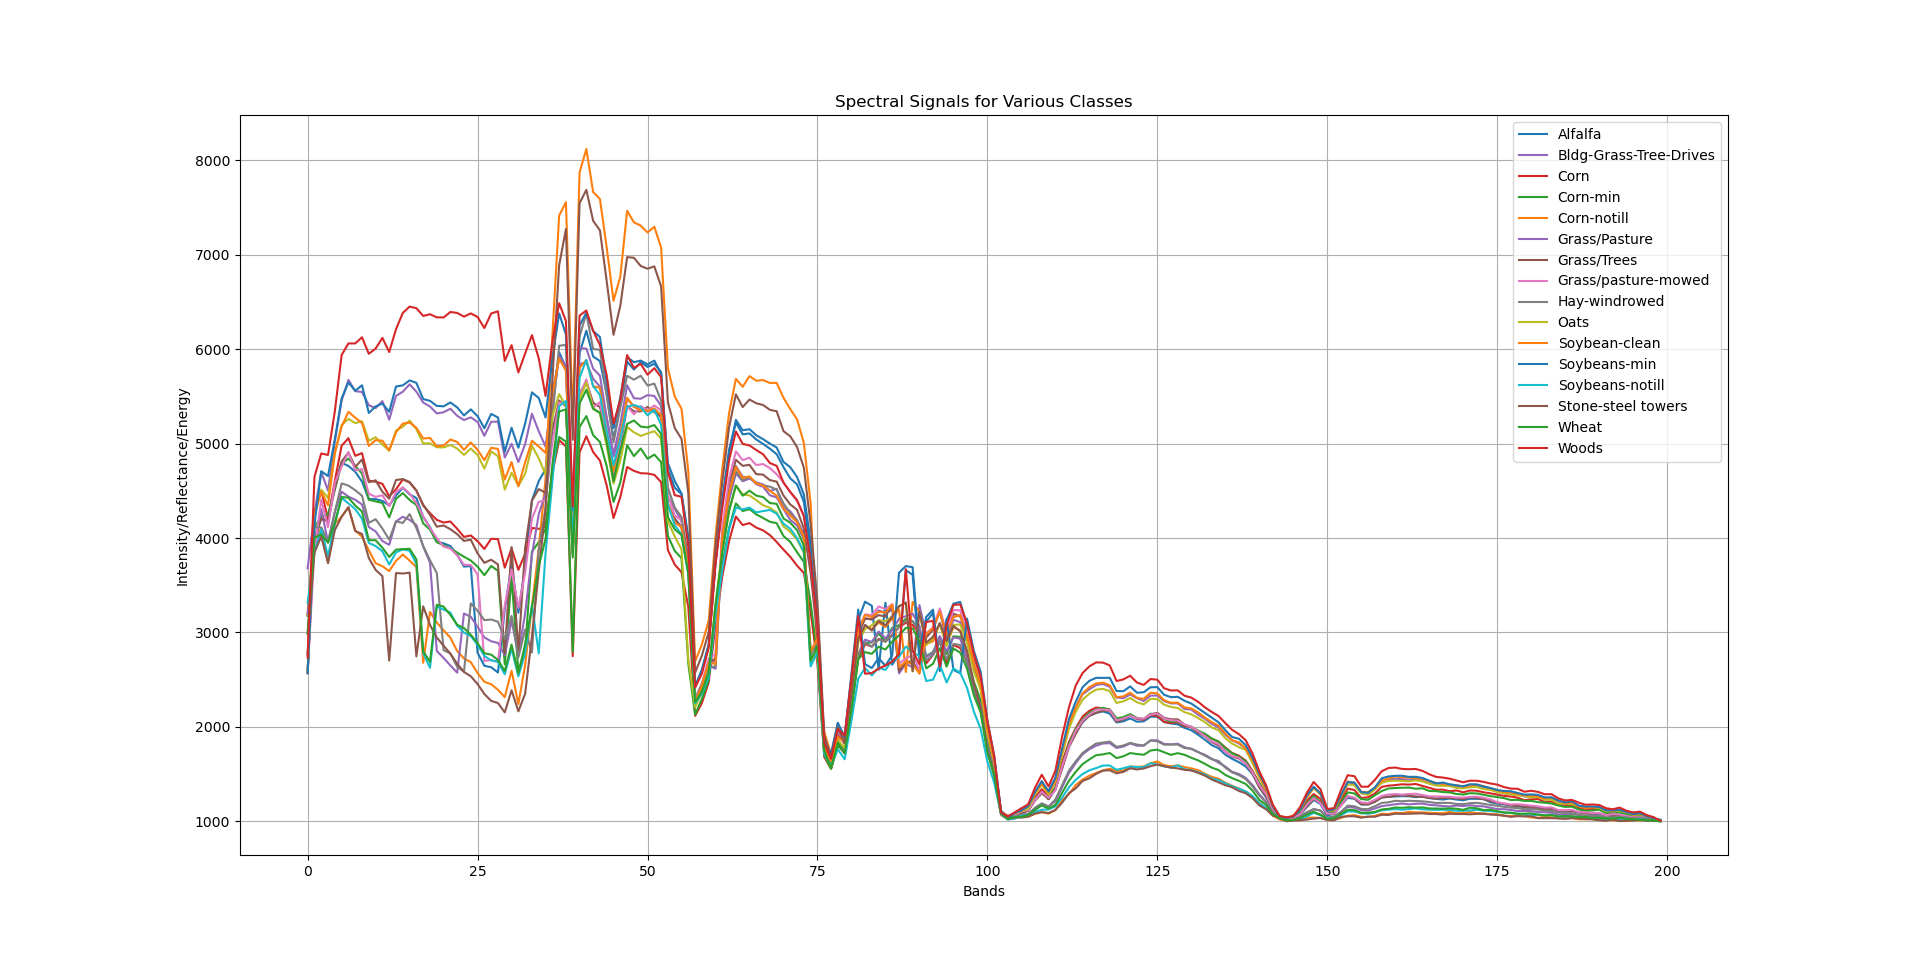 Spectral Signals for Various Classes
Intensity/Reflectance/Energy
8000
7000
6000
5000
4000
3000
2000
1000
0
25
50
75
100
125
150
175
200
Bands
Alfalfa
Bldg-Grass-Tree-Drives
Corn
Corn-min
Corn-notill
Grass/Pasture
Grass/Trees
Grass/pasture-mowed
Hay-windrowed
Oats
Soybean-clean
Soybeans-min
Soybeans-notill
Stone-steel towers
Wheat
Woods